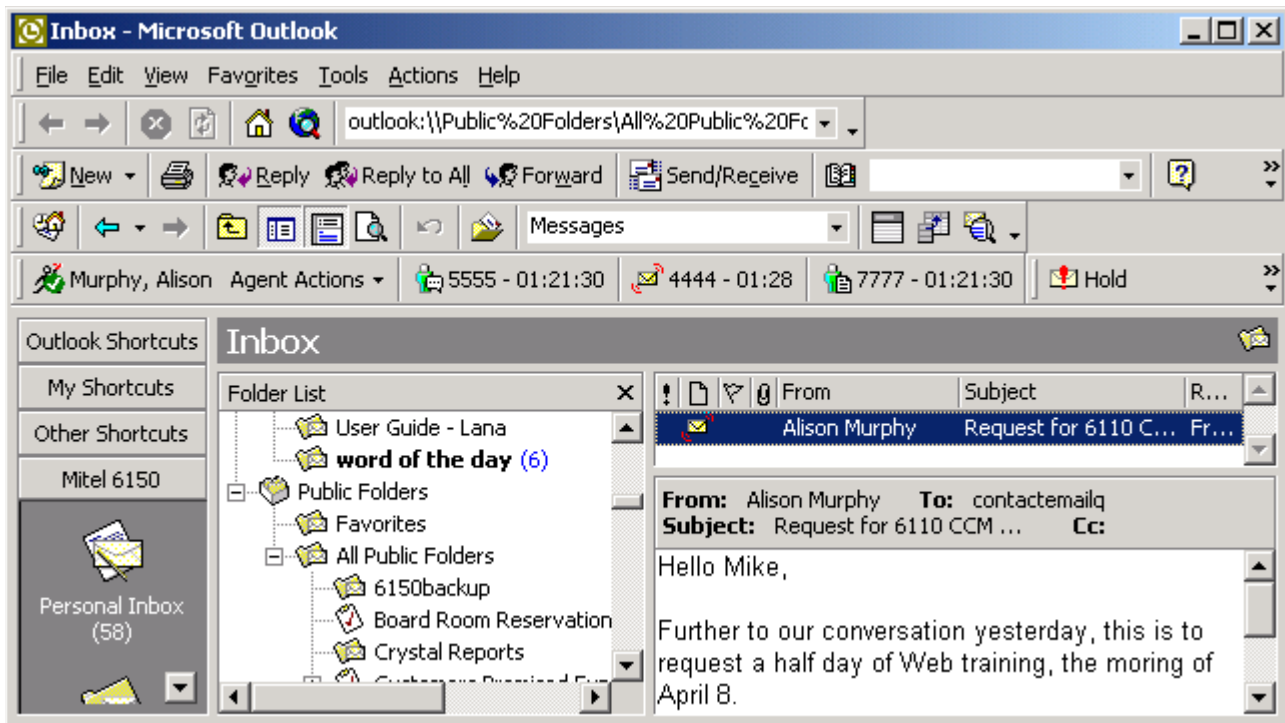 Inbox - Microsoft Outlook
File Edit View Favorites Tools Actions Help
outlook:\\Public%20Folders\All%20Public%20Fc
New Reply Reply to All Forward Send/Receive
Messages
Murphy, Alison Agent Actions 5555 - 01:21:30 4444 - 01:28 7777 - 01:21:30 Hold
Outlook Shortcuts
My Shortcuts
Other Shortcuts
Mitel 6150
Personal Inbox
(58)
Inbox
Folder List
User Guide - Lana
word of the day (6)
Public Folders
Favorites
All Public Folders
6150backup
Board Room Reservation
Crystal Reports
! From Subject R...
Alison Murphy Request for 6110 C... Fr...
From: Alison Murphy To: contactemailq
Subject: Request for 6110 CCM ... Cc:
Hello Mike,
Further to our conversation yesterday, this is to
request a half day of Web training, the moring of
April 8.